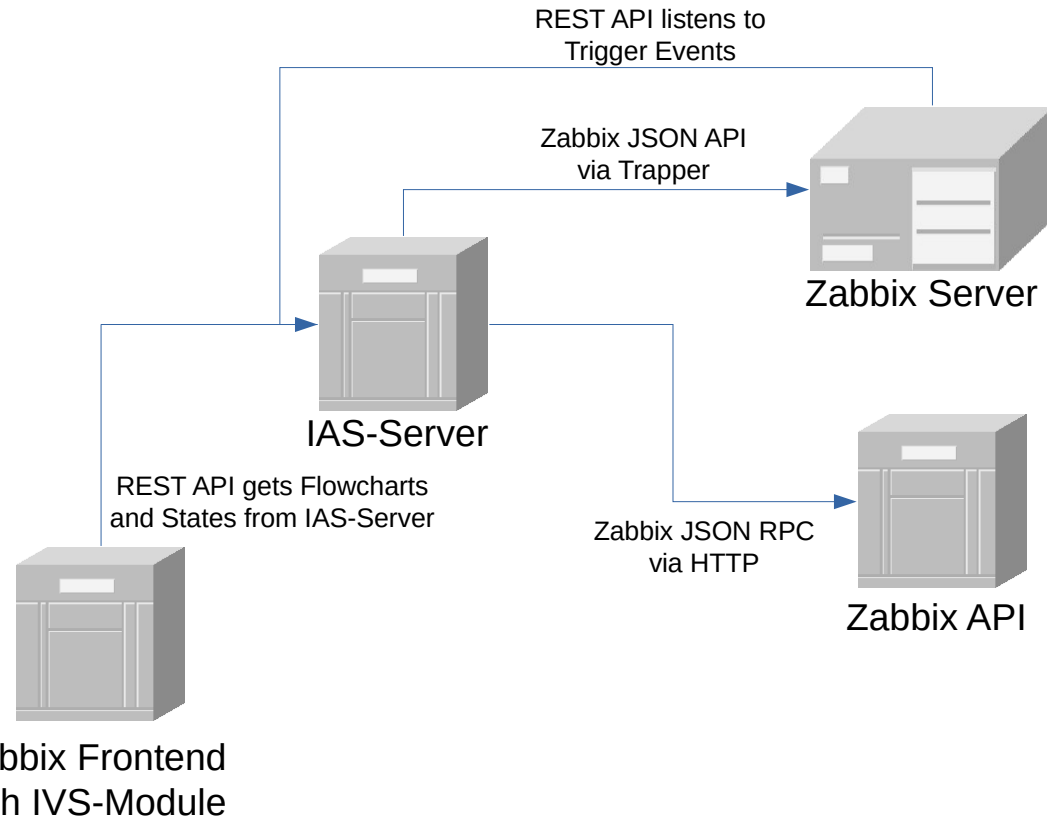 REST API listens to
Trigger Events
Zabbix JSON API
via Trapper
Zabbix Server
IAS-Server
REST API gets Flowcharts
and States from IAS-Server
Zabbix JSON RPC
via HTTP
Zabbix API
bbix Frontend
h IVS-Module